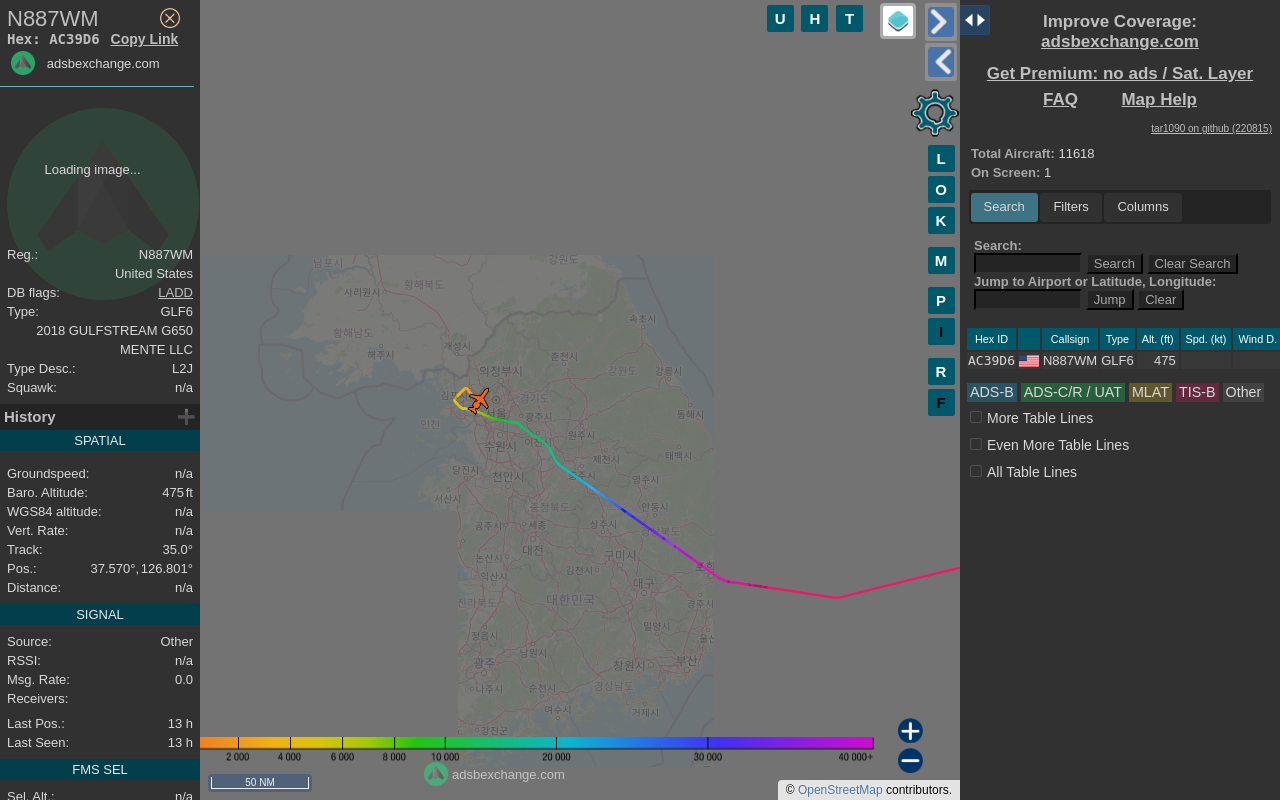 N887WM
Hex: AC39D6 Copy Link
adsbexchange.com
Loading image...
Reg.: N887WM
United States
DB flags: LADD
Type: GLF6
2018 GULFSTREAM G650
MENTE LLC
Type Desc.: L2J
Squawk: n/a
History
SPATIAL
Groundspeed: n/a
Baro. Altitude: 475 ft
WGS84 altitude: n/a
Vert. Rate: n/a
Track: 35.0°
Pos.: 37.570°, 126.801°
Distance: n/a
SIGNAL
Source: Other
RSSI: n/a
Msg. Rate: 0.0
Receivers:
Last Pos.: 13 h
Last Seen: 13 h
FMS SEL
Sel. Alt.: n/a
U H T
L
O
K
M
P
I
R
F
남포시
강원도
사리원시
황해북도
속초시
황해남도
개성시
해주시
춘천시
의정부시
강원도
강릉시
경기도
인천
광주시
동해시
원주시
수원시
제천시
태백시
당진시
천안시
영주시
서산시
충청북도
안동시
공주시
세종
상주시
대전
구미시
논산시
김천시
익산시
대구
전라북도
대한민국
경주시
밀양시
정읍시
남원시
광주
창원시
부산
나주시
순천시
경상남도
여수시
거제시
강진군
2 000 4 000 6 000 8 000 10 000 20 000 30 000 40 000+
50 NM
adsbexchange.com
© OpenStreetMap contributors.
Improve Coverage:
adsbexchange.com
Get Premium: no ads / Sat. Layer
FAQ Map Help
tar1090 on github (220815)
Total Aircraft: 11618
On Screen: 1
Search Filters Columns
Search:
Search Clear Search
Jump to Airport or Latitude, Longitude:
Jump Clear
Hex ID Callsign Type Alt. (ft) Spd. (kt) Wind D.
AC39D6 N887WM GLF6 475
ADS-B ADS-C/R / UAT MLAT TIS-B Other
More Table Lines
Even More Table Lines
All Table Lines